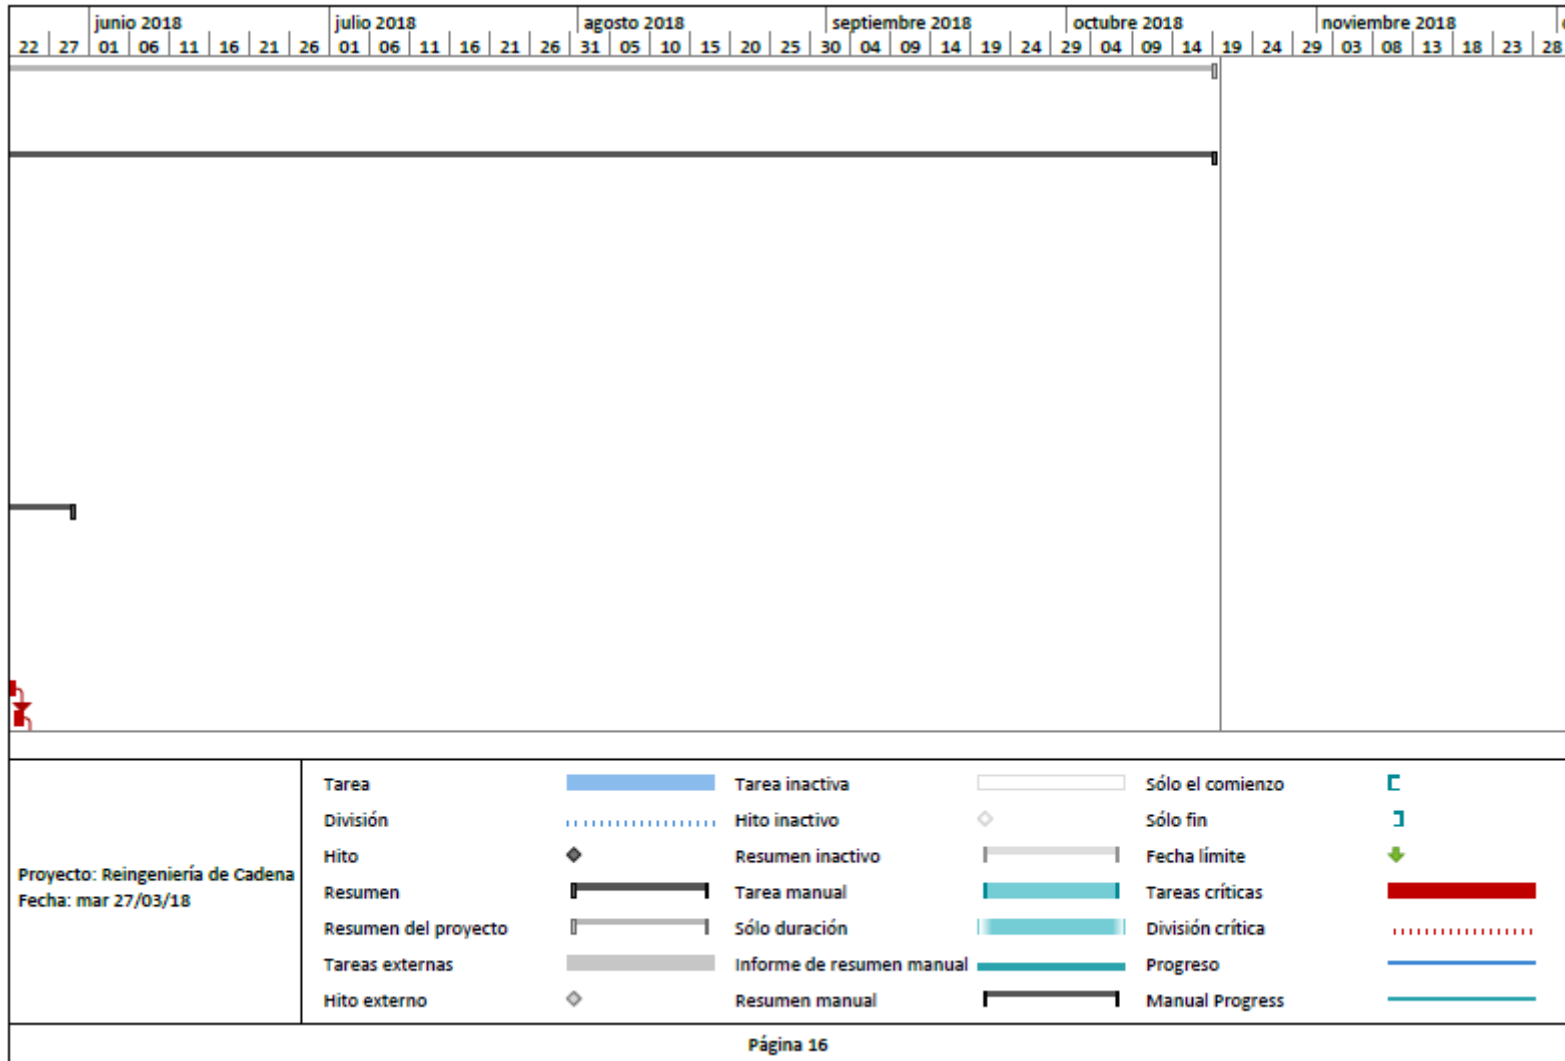 junio 2018 julio 2018 agosto 2018 septiembre 2018 octubre 2018 noviembre 2018
22 27 01 06 11 16 21 26 01 06 11 16 21 26 31 05 10 15 20 25 30 04 09 14 19 24 29 04 09 14 19 24 29 03 08 13 18 23 28
Proyecto: Reingeniería de Cadena
Fecha: mar 27/03/18
Tarea
División
Hito
Resumen
Resumen del proyecto
Tareas externas
Hito externo
Tarea inactiva
Hito inactivo
Resumen inactivo
Tarea manual
Sólo duración
Informe de resumen manual
Resumen manual
Sólo el comienzo
Sólo fin
Fecha límite
Tareas críticas
División crítica
Progreso
Manual Progress
Página 16